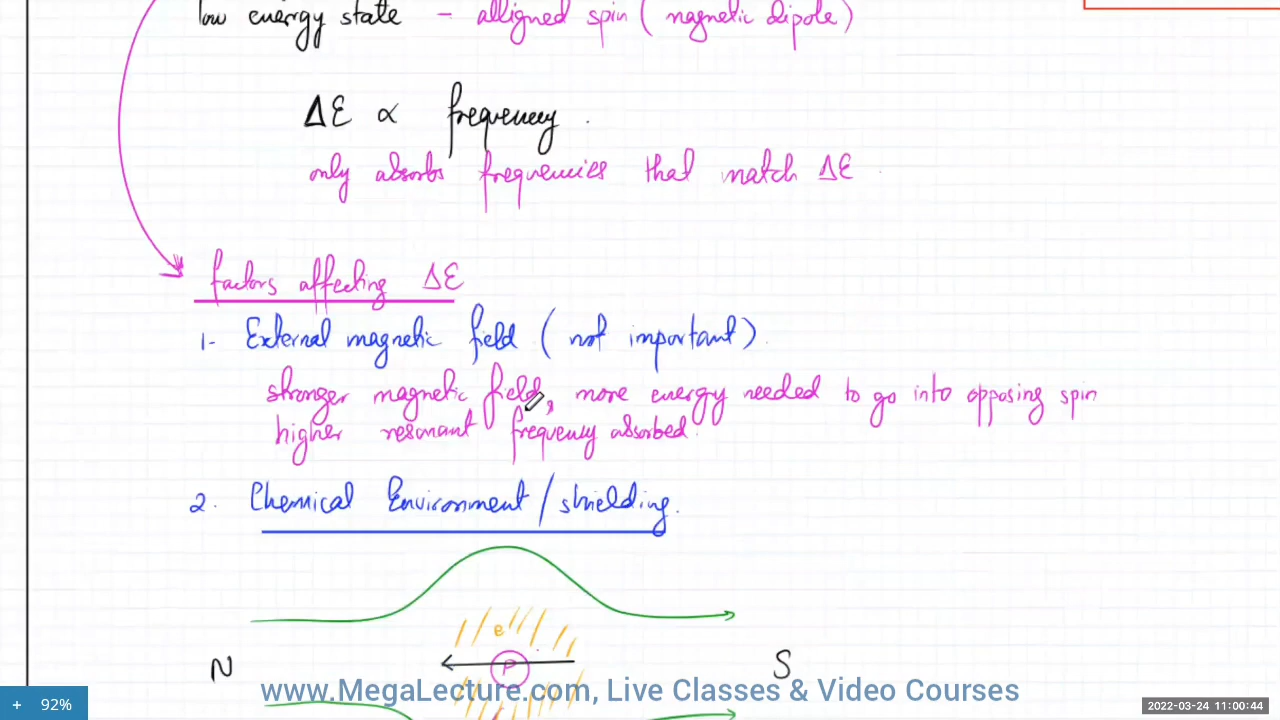 low energy state - alligned spin ( magnetic dipole )
ΔE ∝ frequency .
only absorbs frequencies that match ΔE
factors affecting ΔE
1- External magnetic field ( not important )
stronger magnetic field, more energy needed to go into opposing spin
higher resonant frequency absorbed.
2. Chemical Environment / shielding.
e
N P S
www.MegaLecture.com, Live Classes & Video Courses
+ 92%
2022-03-24 11:00:44